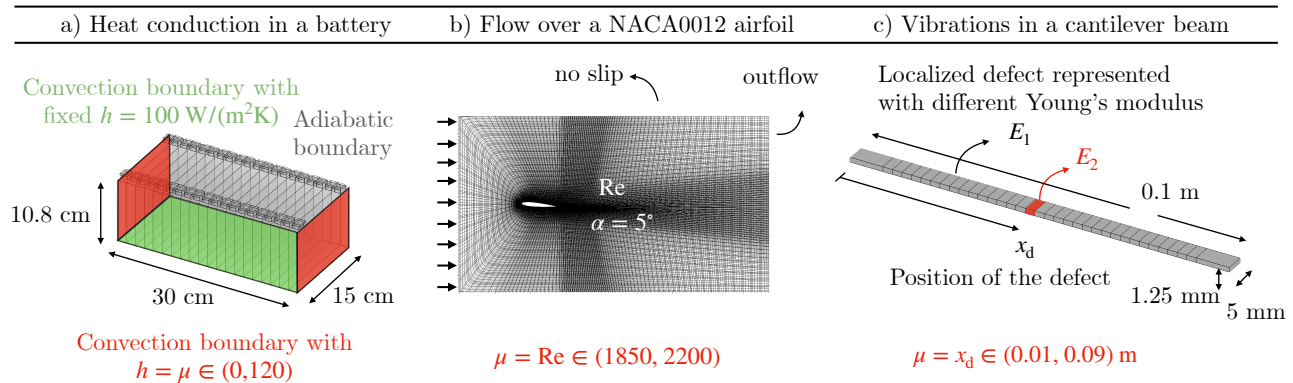 a) Heat conduction in a battery
b) Flow over a NACA0012 airfoil
c) Vibrations in a cantilever beam
Convection boundary with
fixed h = 100 W/(m²K)
Adiabatic
boundary
10.8 cm
30 cm
15 cm
Convection boundary with
h = μ ∈ (0,120)
no slip
outflow
Re
α = 5°
μ = Re ∈ (1850, 2200)
Localized defect represented
with different Young's modulus
E₁
E₂
0.1 m
x_d
Position of the defect
1.25 mm
5 mm
μ = x_d ∈ (0.01, 0.09) m